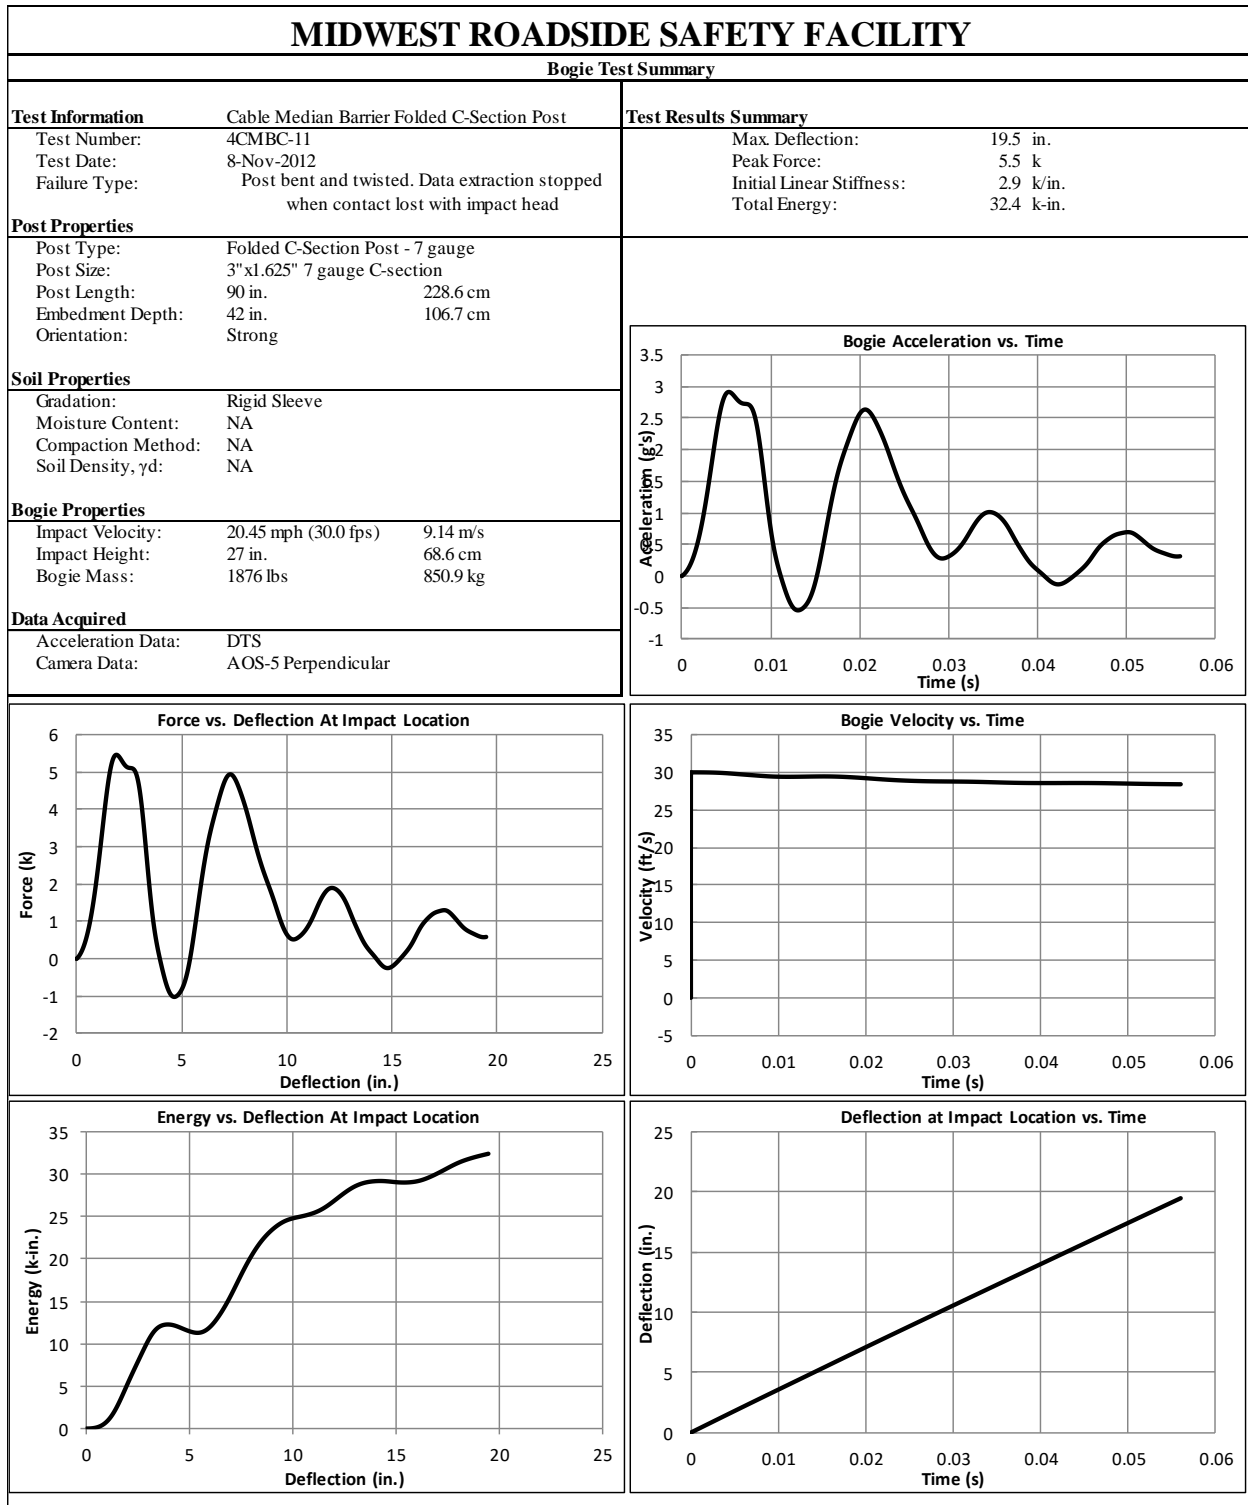 MIDWEST ROADSIDE SAFETY FACILITY
Bogie Test Summary
Test Information Cable Median Barrier Folded C-Section Post
Test Number: 4CMBC-11
Test Date: 8-Nov-2012
Failure Type: Post bent and twisted. Data extraction stopped
when contact lost with impact head
Post Properties
Post Type: Folded C-Section Post - 7 gauge
Post Size: 3"x1.625" 7 gauge C-section
Post Length: 90 in. 228.6 cm
Embedment Depth: 42 in. 106.7 cm
Orientation: Strong
Soil Properties
Gradation: Rigid Sleeve
Moisture Content: NA
Compaction Method: NA
Soil Density, γd: NA
Bogie Properties
Impact Velocity: 20.45 mph (30.0 fps) 9.14 m/s
Impact Height: 27 in. 68.6 cm
Bogie Mass: 1876 lbs 850.9 kg
Data Acquired
Acceleration Data: DTS
Camera Data: AOS-5 Perpendicular
Test Results Summary
Max. Deflection: 19.5 in.
Peak Force: 5.5 k
Initial Linear Stiffness: 2.9 k/in.
Total Energy: 32.4 k-in.
Bogie Acceleration vs. Time
3.5
3
2.5
2
1.5
1
0.5
0
-0.5
-1
Acceleration (g's)
0 0.01 0.02 0.03 0.04 0.05 0.06
Time (s)
Force vs. Deflection At Impact Location
6
5
4
3
2
1
0
-1
-2
Force (k)
0 5 10 15 20 25
Deflection (in.)
Bogie Velocity vs. Time
35
30
25
20
15
10
5
0
-5
Velocity (ft/s)
0 0.01 0.02 0.03 0.04 0.05 0.06
Time (s)
Energy vs. Deflection At Impact Location
35
30
25
20
15
10
5
0
Energy (k-in.)
0 5 10 15 20 25
Deflection (in.)
Deflection at Impact Location vs. Time
25
20
15
10
5
0
Deflection (in.)
0 0.01 0.02 0.03 0.04 0.05 0.06
Time (s)